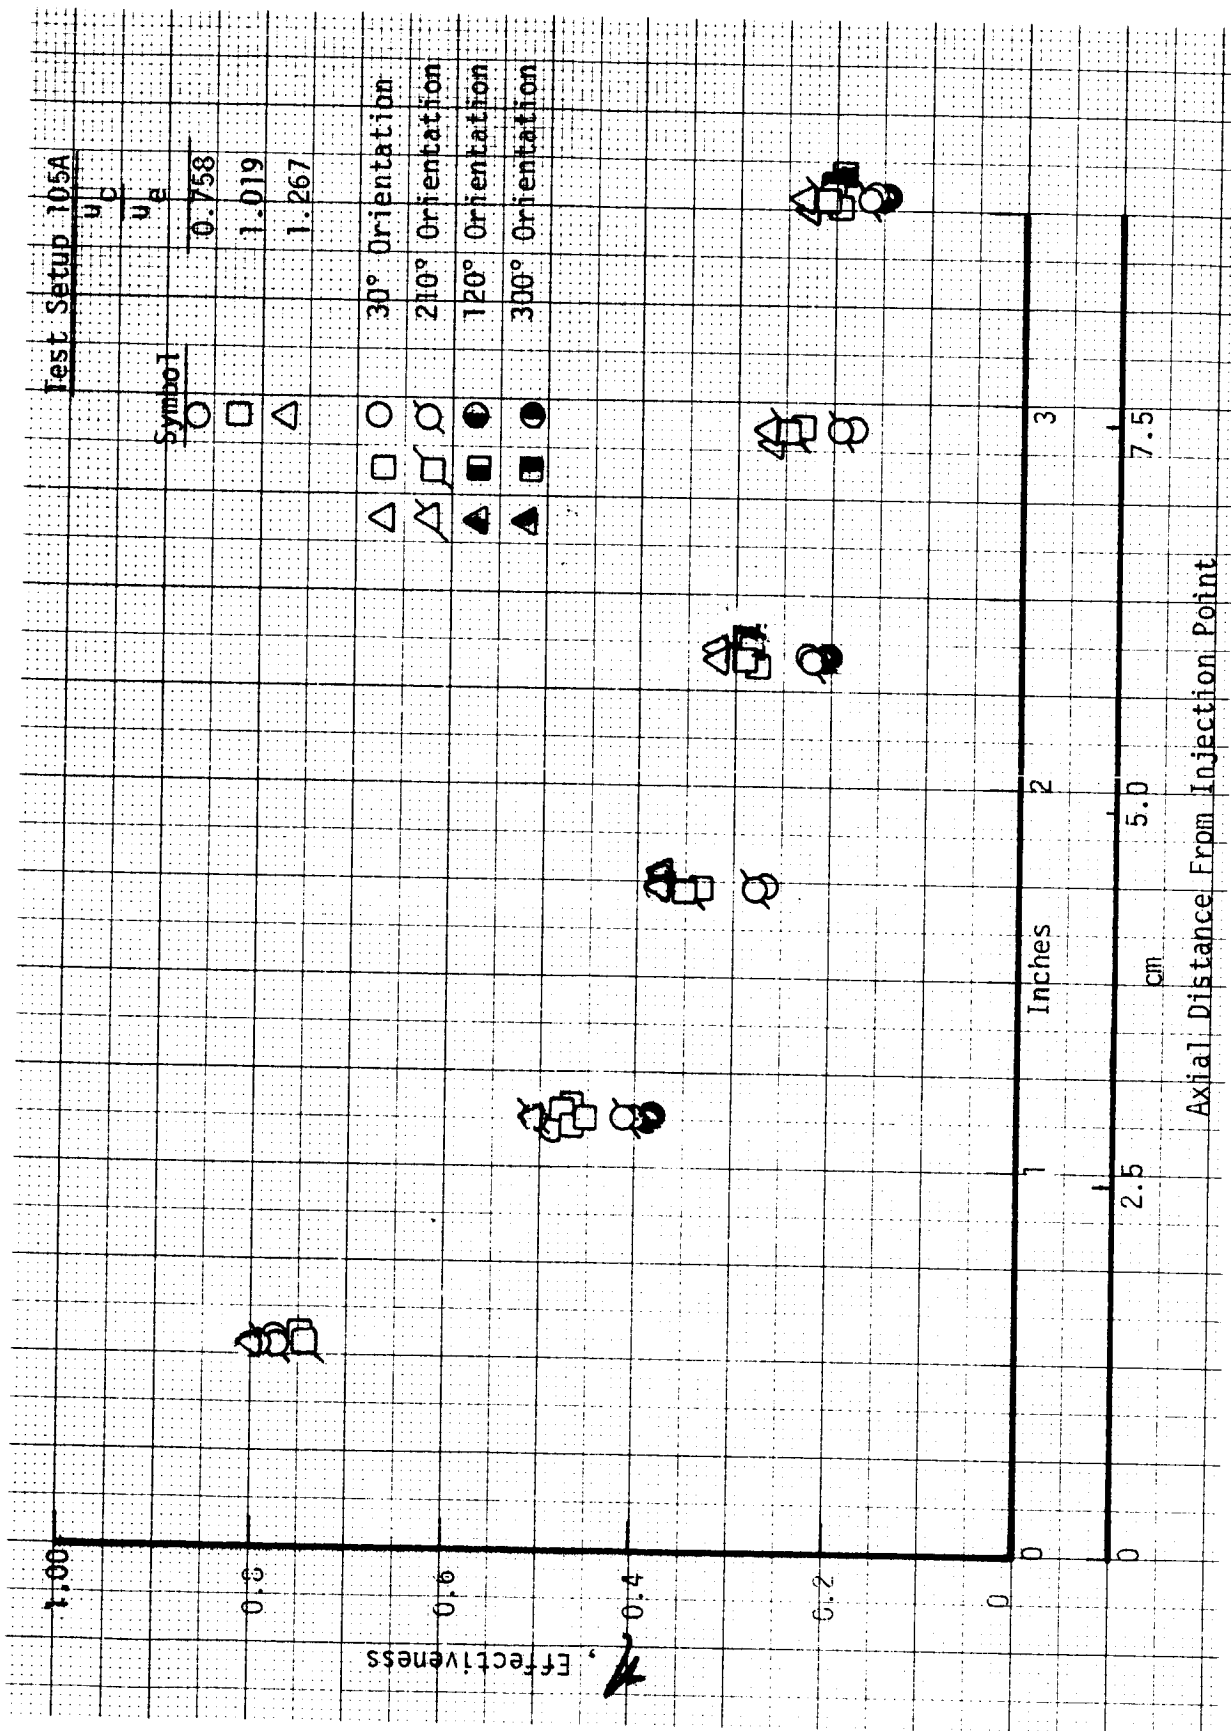 Test Setup 105A
Symbol
u_c
u_e
0.758
1.019
1.267
30° Orientation
210° Orientation
120° Orientation
300° Orientation
1.00
0.8
0.6
0.4
0.2
0
η, Effectiveness
0 1 2 3
Inches
0 2.5 5.0 7.5
cm
Axial Distance From Injection Point